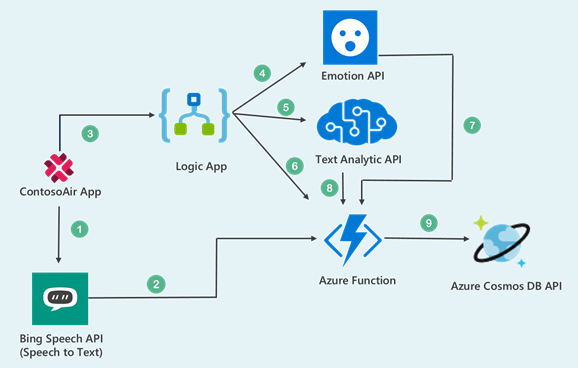 4
Emotion API
3
5
7
Logic App
Text Analytic API
6
8
ContosoAir App
1
9
2
Azure Function
Azure Cosmos DB API
Bing Speech API
(Speech to Text)